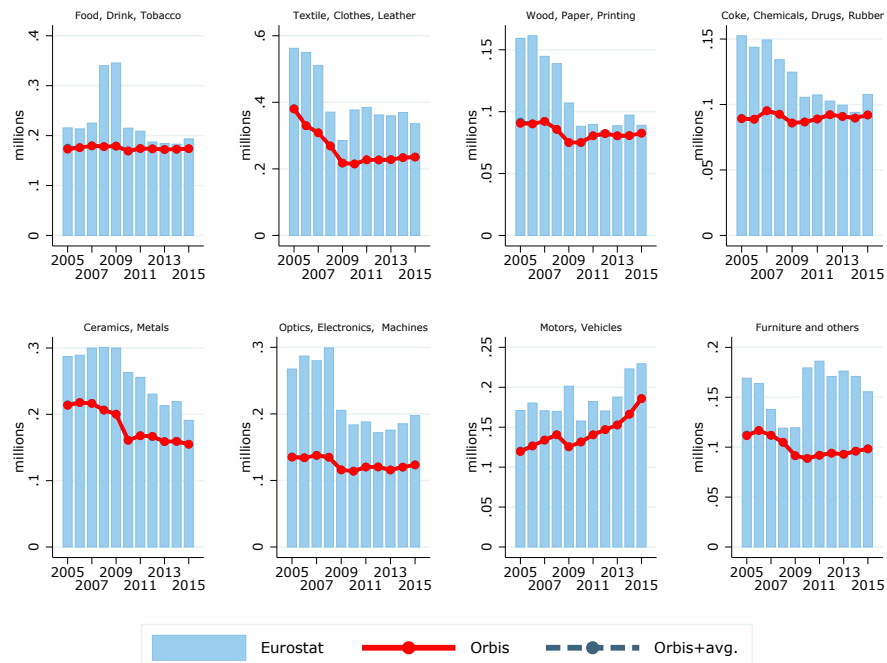 Food, Drink, Tobacco
millions
0 .1 .2 .3 .4
2005 2009 2013
2007 2011 2015
Textile, Clothes, Leather
millions
0 .2 .4 .6
2005 2009 2013
2007 2011 2015
Wood, Paper, Printing
millions
0 .05 .1 .15
2005 2009 2013
2007 2011 2015
Coke, Chemicals, Drugs, Rubber
millions
0 .05 .1 .15
2005 2009 2013
2007 2011 2015
Ceramics, Metals
millions
0 .1 .2 .3
2005 2009 2013
2007 2011 2015
Optics, Electronics, Machines
millions
0 .1 .2 .3
2005 2009 2013
2007 2011 2015
Motors, Vehicles
millions
0 .05 .1 .15 .2 .25
2005 2009 2013
2007 2011 2015
Furniture and others
millions
0 .05 .1 .15 .2
2005 2009 2013
2007 2011 2015
Eurostat Orbis Orbis+avg.